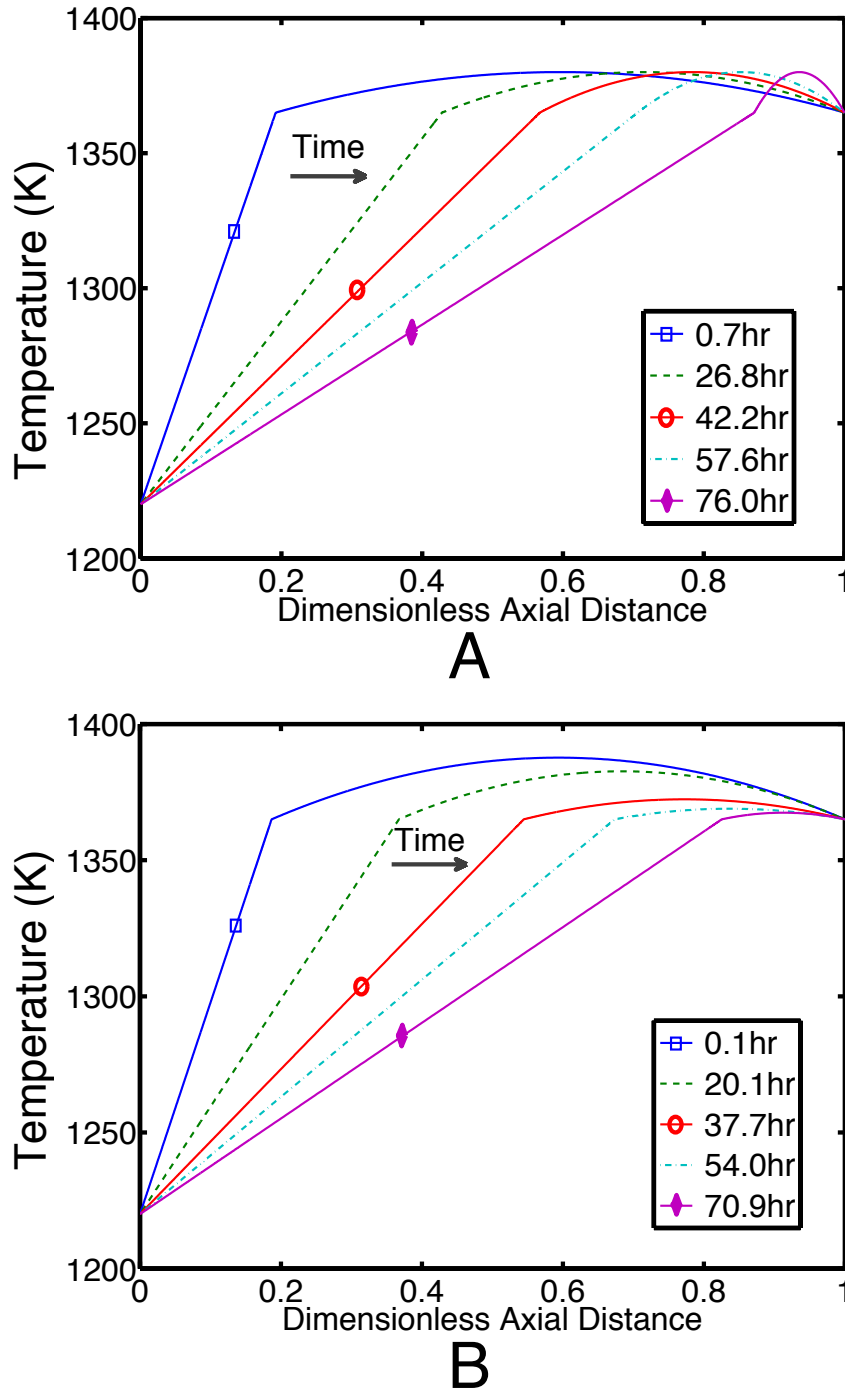 1400
1350
1300
1250
1200
Temperature (K)
Time
0.7hr
26.8hr
42.2hr
57.6hr
76.0hr
0 0.2 0.4 0.6 0.8 1
Dimensionless Axial Distance
A
1400
1350
1300
1250
1200
Temperature (K)
Time
0.1hr
20.1hr
37.7hr
54.0hr
70.9hr
0 0.2 0.4 0.6 0.8 1
Dimensionless Axial Distance
B